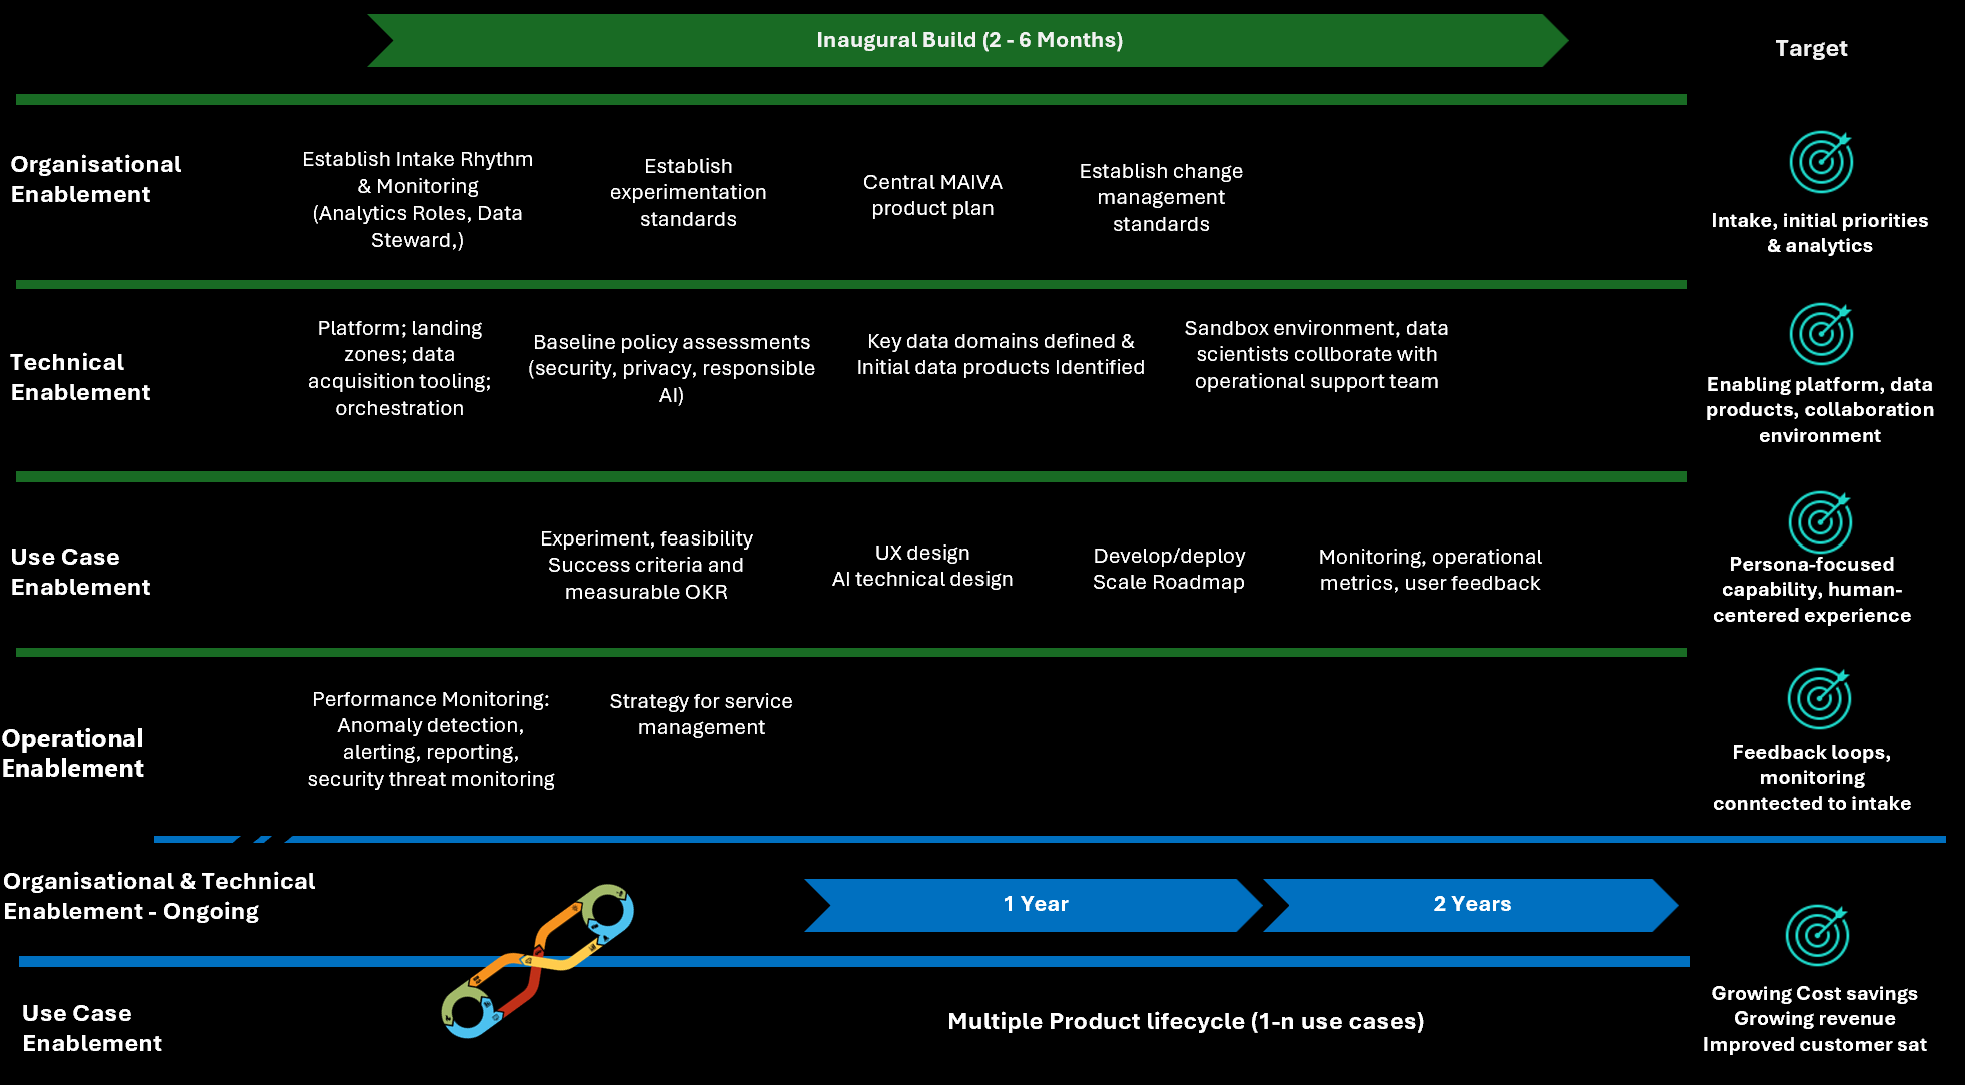 Inaugural Build (2 - 6 Months)
Target
Organisational
Enablement
Establish Intake Rhythm
& Monitoring
(Analytics Roles, Data
Steward,)
Establish
experimentation
standards
Central MAIVA
product plan
Establish change
management
standards
Intake, initial priorities
& analytics
Technical
Enablement
Platform; landing
zones; data
acquisition tooling;
orchestration
Baseline policy assessments
(security, privacy, responsible
AI)
Key data domains defined &
Initial data products Identified
Sandbox environment, data
scientists collborate with
operational support team
Enabling platform, data
products, collaboration
environment
Use Case
Enablement
Experiment, feasibility
Success criteria and
measurable OKR
UX design
AI technical design
Develop/deploy
Scale Roadmap
Monitoring, operational
metrics, user feedback
Persona-focused
capability, human-
centered experience
Operational
Enablement
Performance Monitoring:
Anomaly detection,
alerting, reporting,
security threat monitoring
Strategy for service
management
Feedback loops,
monitoring
conntected to intake
Organisational & Technical
Enablement - Ongoing
1 Year
2 Years
Use Case
Enablement
Multiple Product lifecycle (1-n use cases)
Growing Cost savings
Growing revenue
Improved customer sat